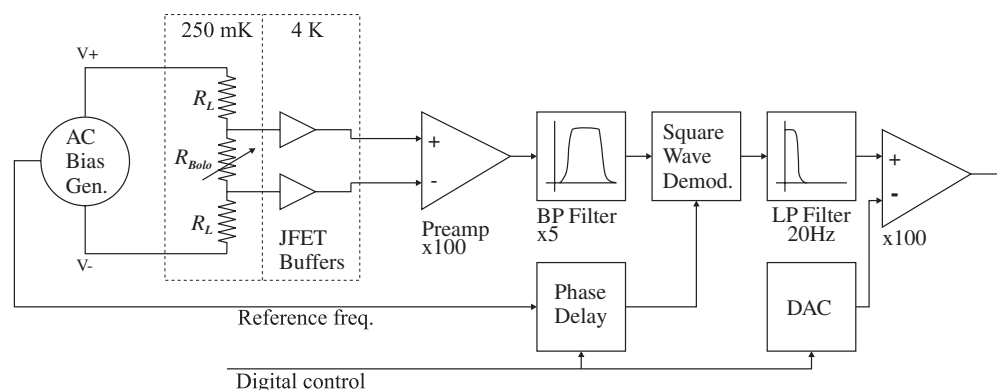 250 mK
4 K
V+
R_L
AC
Bias
Gen.
R_Bolo
R_L
V-
JFET
Buffers
+
-
Preamp
x100
BP Filter
x5
Square
Wave
Demod.
LP Filter
20Hz
+
-
x100
Phase
Delay
DAC
Reference freq.
Digital control